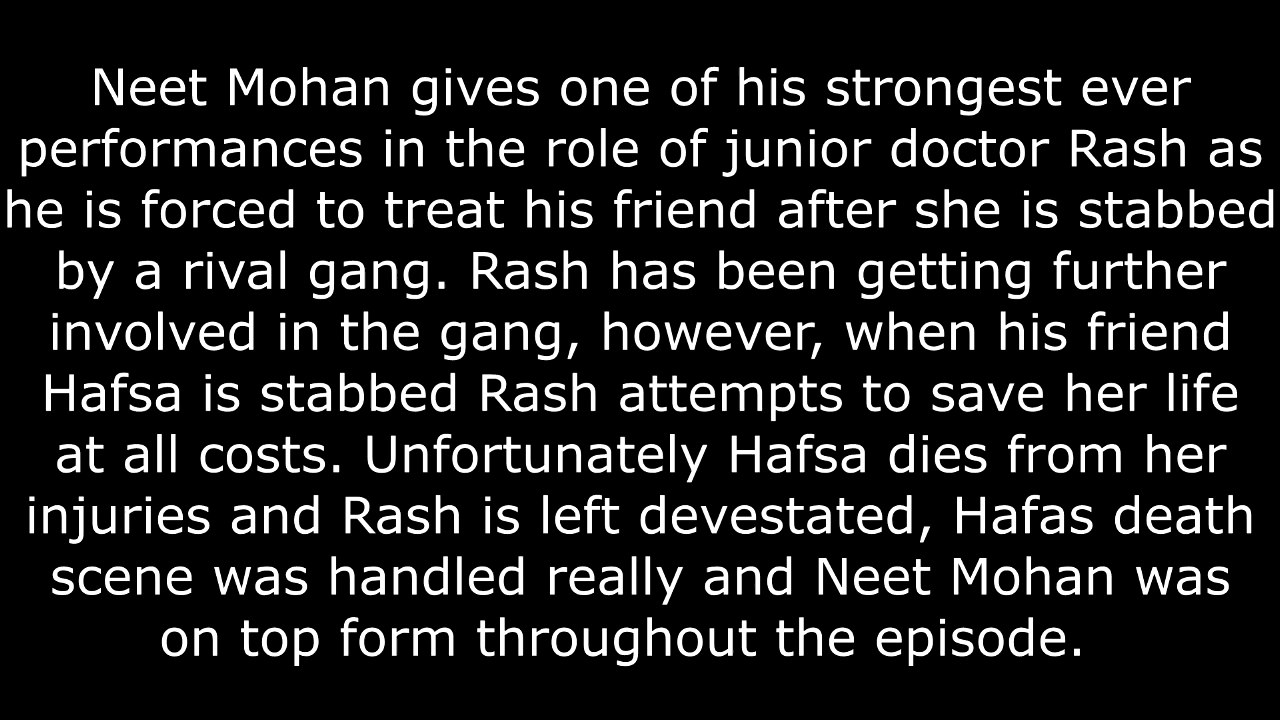 Neet Mohan gives one of his strongest ever
performances in the role of junior doctor Rash as
he is forced to treat his friend after she is stabbed
by a rival gang. Rash has been getting further
involved in the gang, however, when his friend
Hafsa is stabbed Rash attempts to save her life
at all costs. Unfortunately Hafsa dies from her
injuries and Rash is left devestated, Hafas death
scene was handled really and Neet Mohan was
on top form throughout the episode.